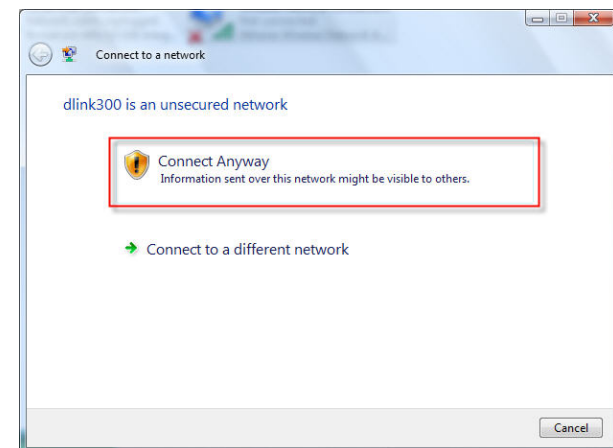 Connect to a network
dlink300 is an unsecured network
Connect Anyway
Information sent over this network might be visible to others.
Connect to a different network
Cancel